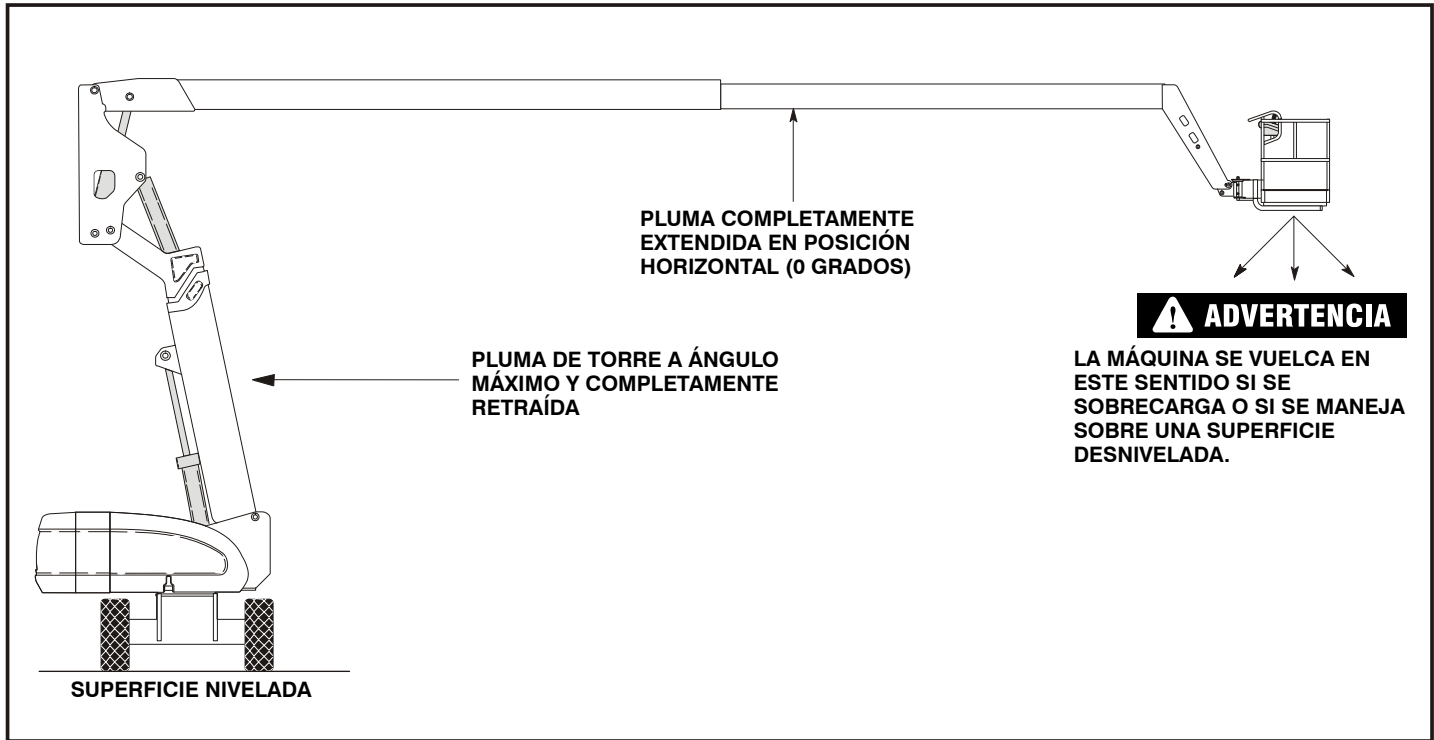 PLUMA COMPLETAMENTE
EXTENDIDA EN POSICIÓN
HORIZONTAL (0 GRADOS)
ADVERTENCIA
PLUMA DE TORRE A ÁNGULO
MÁXIMO Y COMPLETAMENTE
RETRAÍDA
LA MÁQUINA SE VUELCA EN
ESTE SENTIDO SI SE
SOBRECARGA O SI SE MANEJA
SOBRE UNA SUPERFICIE
DESNIVELADA.
SUPERFICIE NIVELADA